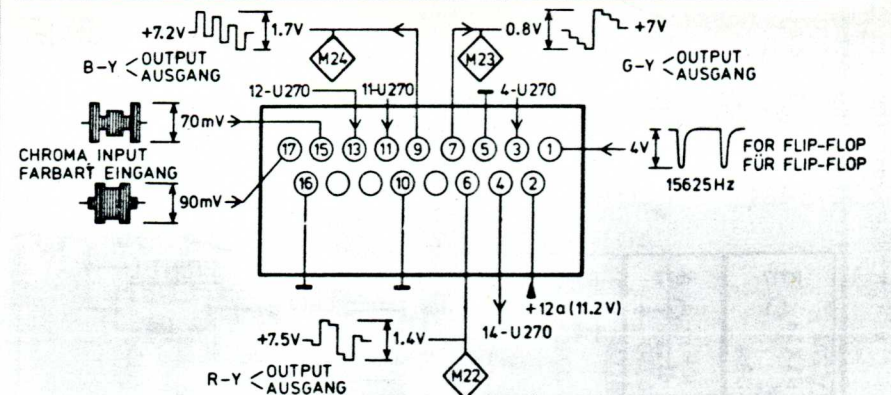 +7.2V 1.7V
M24
B-Y OUTPUT
AUSGANG
0.8V +7V
M23
G-Y OUTPUT
AUSGANG
12-U270 11-U270 4-U270
70mV
CHROMA INPUT
FARBART EINGANG
90mV
17 15 13 11 9 7 5 3 1
16 10 6 4 2
4V
15625Hz
FOR FLIP-FLOP
FÜR FLIP-FLOP
+12a (11.2V)
14-U270
+7.5V 1.4V
M22
R-Y OUTPUT
AUSGANG